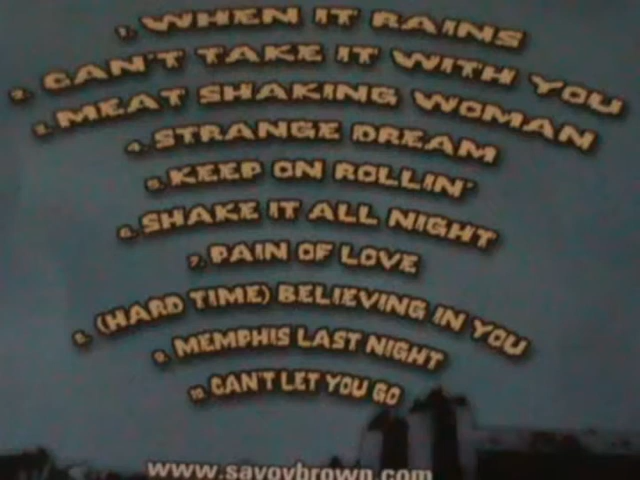 1. WHEN IT RAINS
2. CAN'T TAKE IT WITH YOU
3. MEAT SHAKING WOMAN
4. STRANGE DREAM
5. KEEP ON ROLLIN'
6. SHAKE IT ALL NIGHT
7. PAIN OF LOVE
8. (HARD TIME) BELIEVING IN YOU
9. MEMPHIS LAST NIGHT
10. CAN'T LET YOU GO
www.savoybrown.com